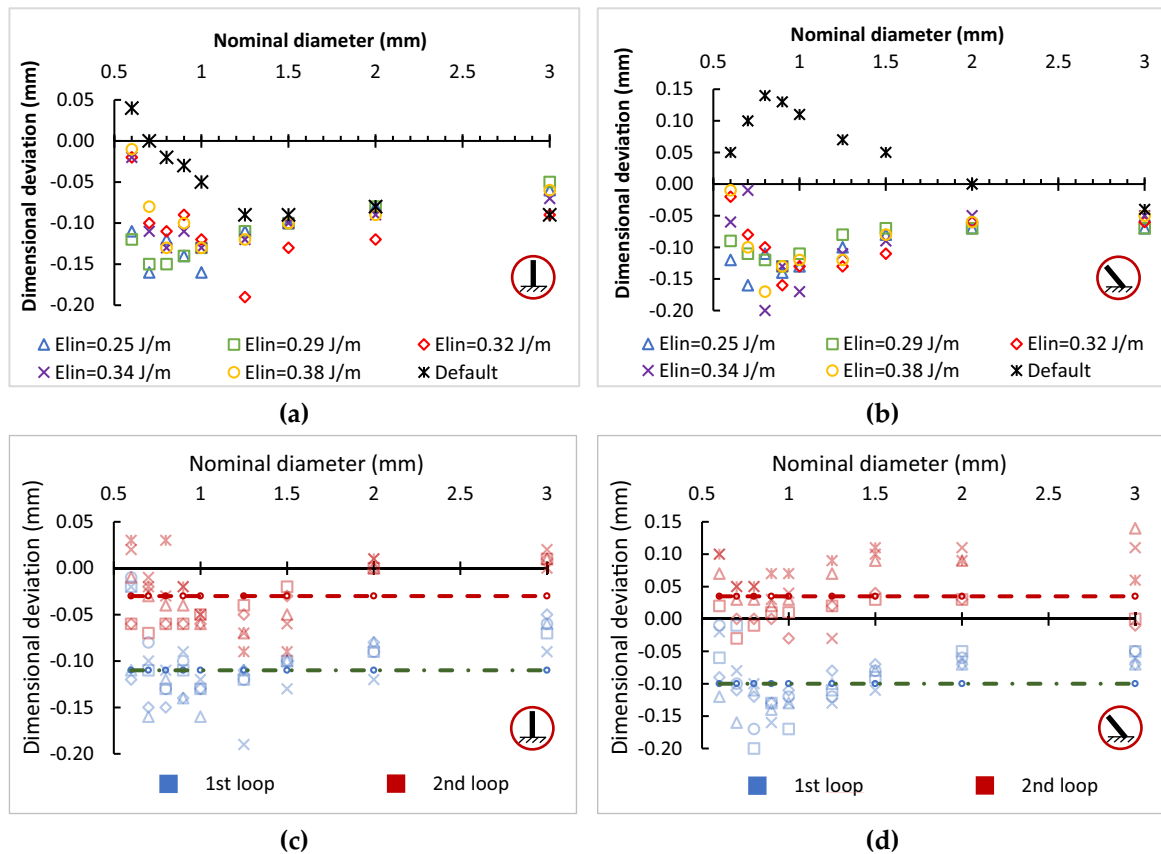 Nominal diameter (mm)
0.5 1 1.5 2 2.5 3
Dimensional deviation (mm)
0.05
0.00
-0.05
-0.10
-0.15
-0.20
Elin=0.25 J/m Elin=0.29 J/m Elin=0.32 J/m
Elin=0.34 J/m Elin=0.38 J/m Default
(a)
Nominal diameter (mm)
0.5 1 1.5 2 2.5 3
Dimensional deviation (mm)
0.15
0.10
0.05
0.00
-0.05
-0.10
-0.15
-0.20
Elin=0.25 J/m Elin=0.29 J/m Elin=0.32 J/m
Elin=0.34 J/m Elin=0.38 J/m Default
(b)
Nominal diameter (mm)
0.5 1 1.5 2 2.5 3
Dimensional deviation (mm)
0.05
0.00
-0.05
-0.10
-0.15
-0.20
1st loop 2nd loop
(c)
Nominal diameter (mm)
0.5 1 1.5 2 2.5 3
Dimensional deviation (mm)
0.15
0.10
0.05
0.00
-0.05
-0.10
-0.15
-0.20
1st loop 2nd loop
(d)